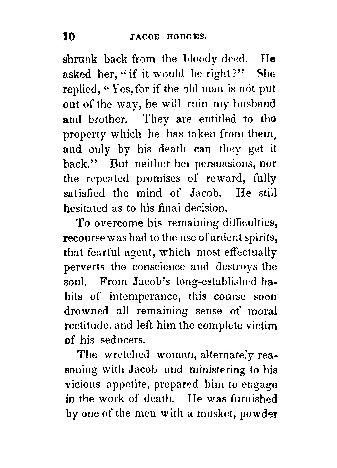 10 JACOB HODGES.
shrunk back from the bloody deed. He
asked her, "if it would be right?" She
replied, "Yes, for if the old man is not put
out of the way, he will ruin my husband
and brother. They are entitled to the
property which he has taken from them,
and only by his death can they get it
back." But neither her persuasions, nor
the repeated promises of reward, fully
satisfied the mind of Jacob. He still
hesitated as to his final decision.
To overcome his remaining difficulties,
recourse was had to the use of ardent spirits,
that fearful agent, which most effectually
perverts the conscience and destroys the
soul. From Jacob's long-established ha-
bits of intemperance, this course soon
drowned all remaining sense of moral
rectitude, and left him the complete victim
of his seducers.
The wretched woman, alternately rea-
soning with Jacob and ministering to his
vicious appetite, prepared him to engage
in the work of death. He was furnished
by one of the men with a musket, powder